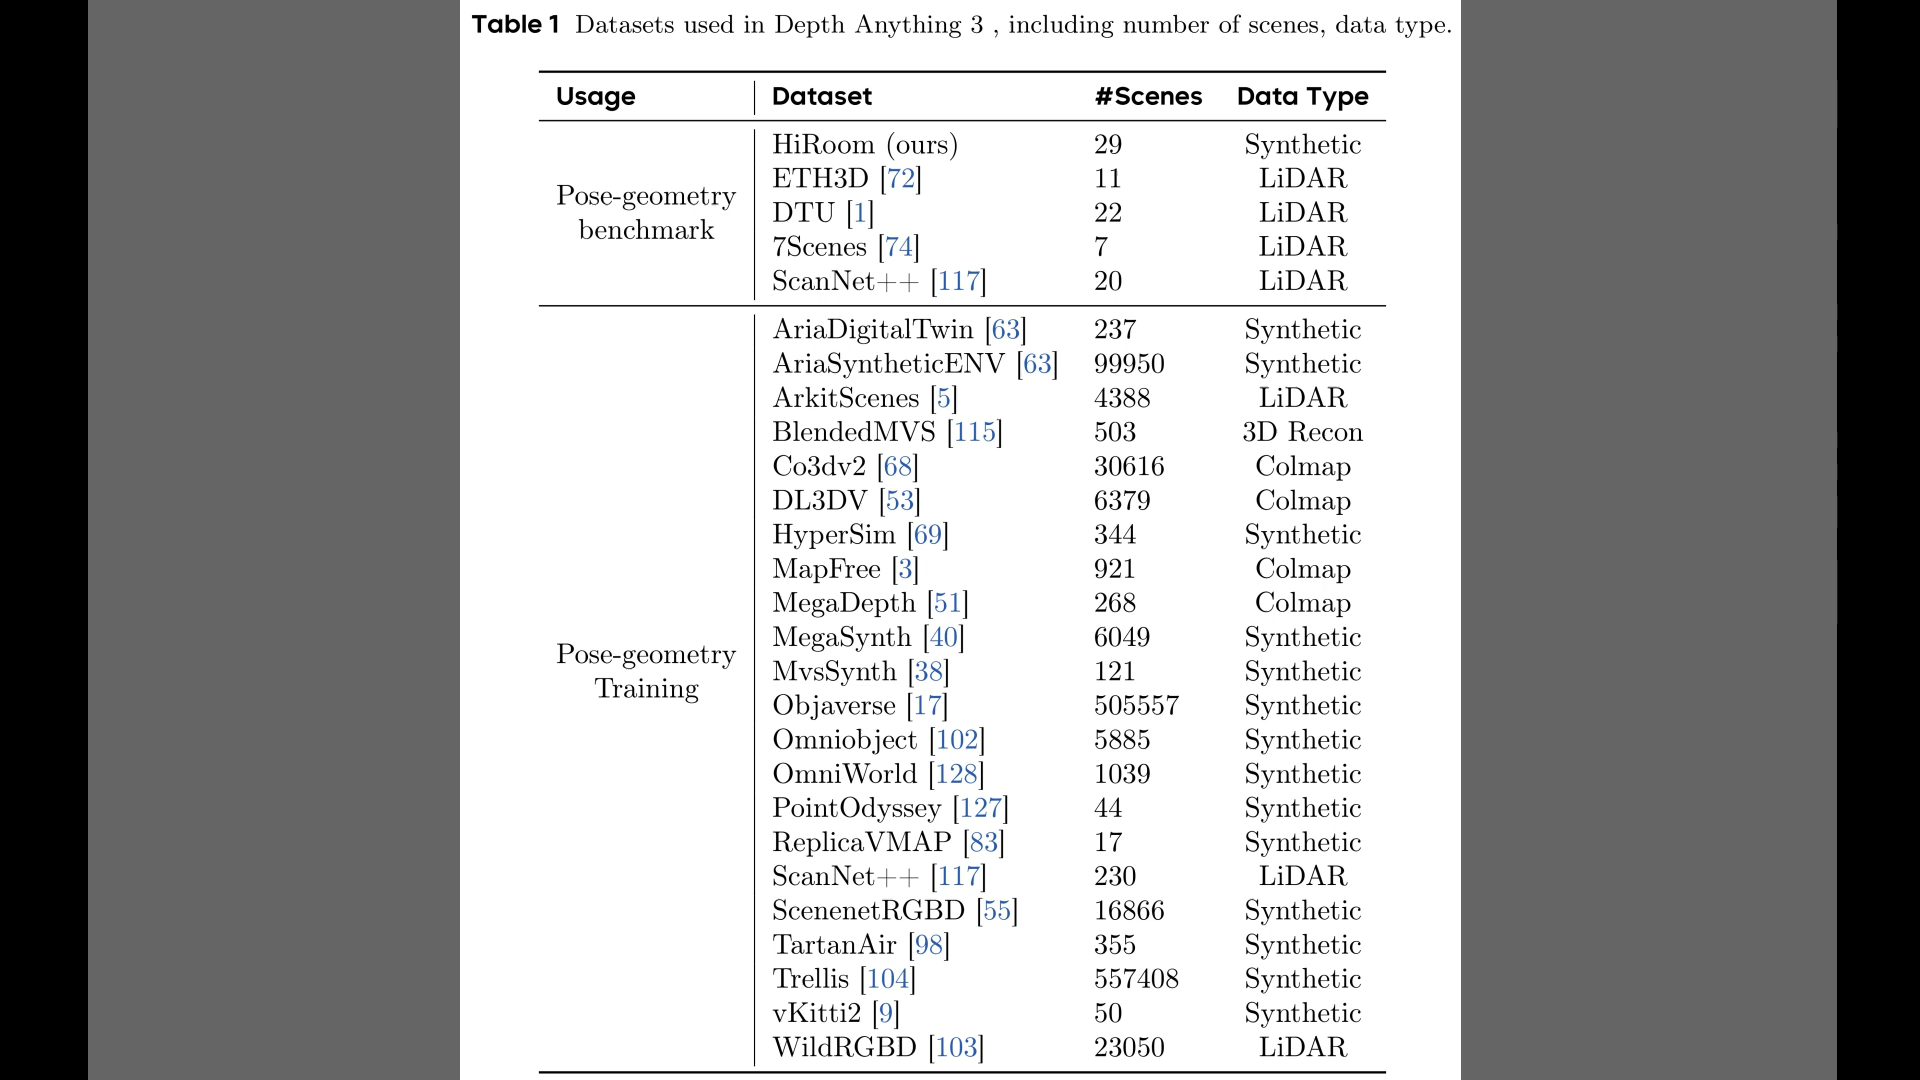 Table 1 Datasets used in Depth Anything 3 , including number of scenes, data type.
Usage Dataset #Scenes Data Type
Pose-geometry
benchmark
HiRoom (ours) 29 Synthetic
ETH3D [72] 11 LiDAR
DTU [1] 22 LiDAR
7Scenes [74] 7 LiDAR
ScanNet++ [117] 20 LiDAR
Pose-geometry
Training
AriaDigitalTwin [63] 237 Synthetic
AriaSyntheticENV [63] 99950 Synthetic
ArkitScenes [5] 4388 LiDAR
BlendedMVS [115] 503 3D Recon
Co3dv2 [68] 30616 Colmap
DL3DV [53] 6379 Colmap
HyperSim [69] 344 Synthetic
MapFree [3] 921 Colmap
MegaDepth [51] 268 Colmap
MegaSynth [40] 6049 Synthetic
MvsSynth [38] 121 Synthetic
Objaverse [17] 505557 Synthetic
Omniobject [102] 5885 Synthetic
OmniWorld [128] 1039 Synthetic
PointOdyssey [127] 44 Synthetic
ReplicaVMAP [83] 17 Synthetic
ScanNet++ [117] 230 LiDAR
ScenenetRGBD [55] 16866 Synthetic
TartanAir [98] 355 Synthetic
Trellis [104] 557408 Synthetic
vKitti2 [9] 50 Synthetic
WildRGBD [103] 23050 LiDAR